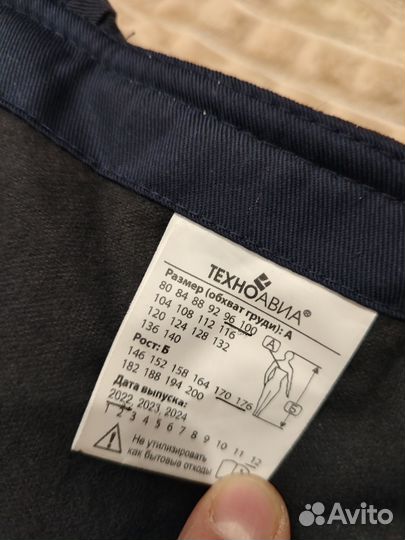 ТЕХНОАВИА®
Размер (обхват груди): А
80 84 88 92 96 100
104 108 112 116
120 124 128 132
136 140
Рост: Б
146 152 158 164 170 176
182 188 194 200
Дата выпуска:
2022, 2023, 2024
1 2 3 4 5 6 7 8 9 10 11 12
Не утилизировать
как бытовые отходы
А
Б
Avito